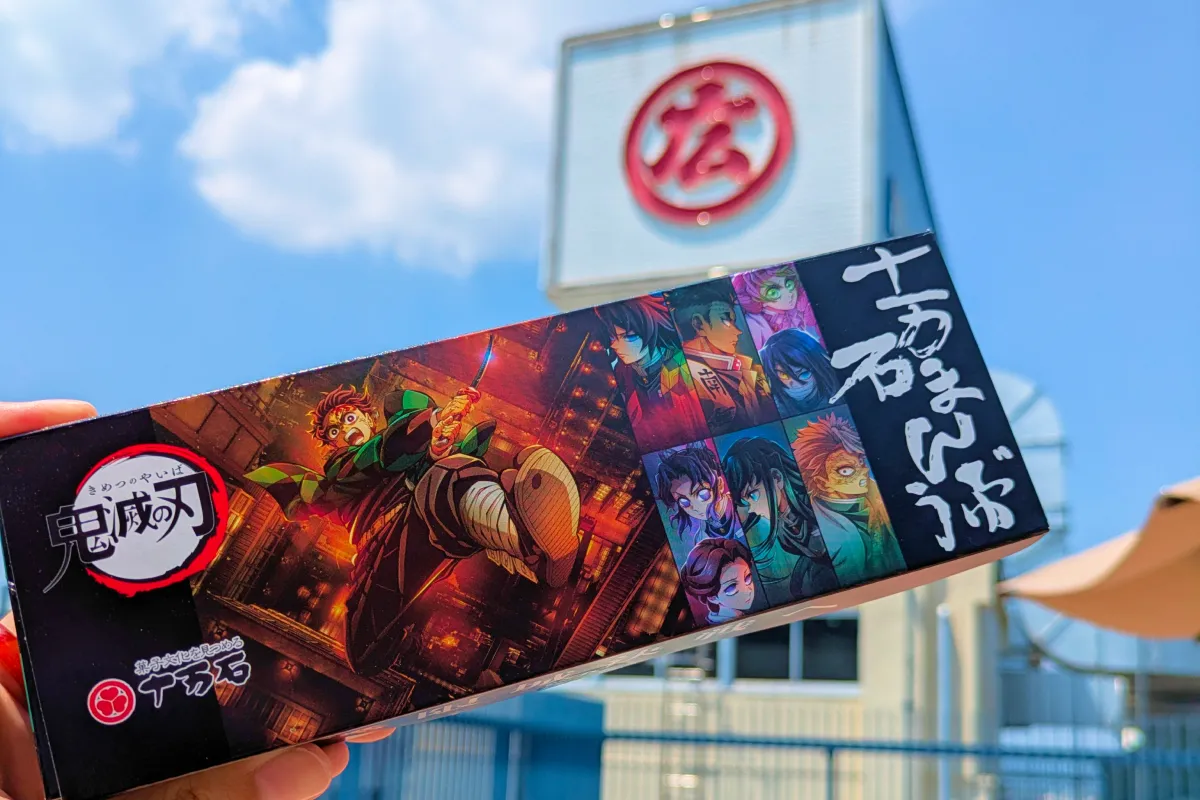 広
十万石まんぢう
きめつのやいば
鬼滅の刃
菓子文化を見つめる
十万石